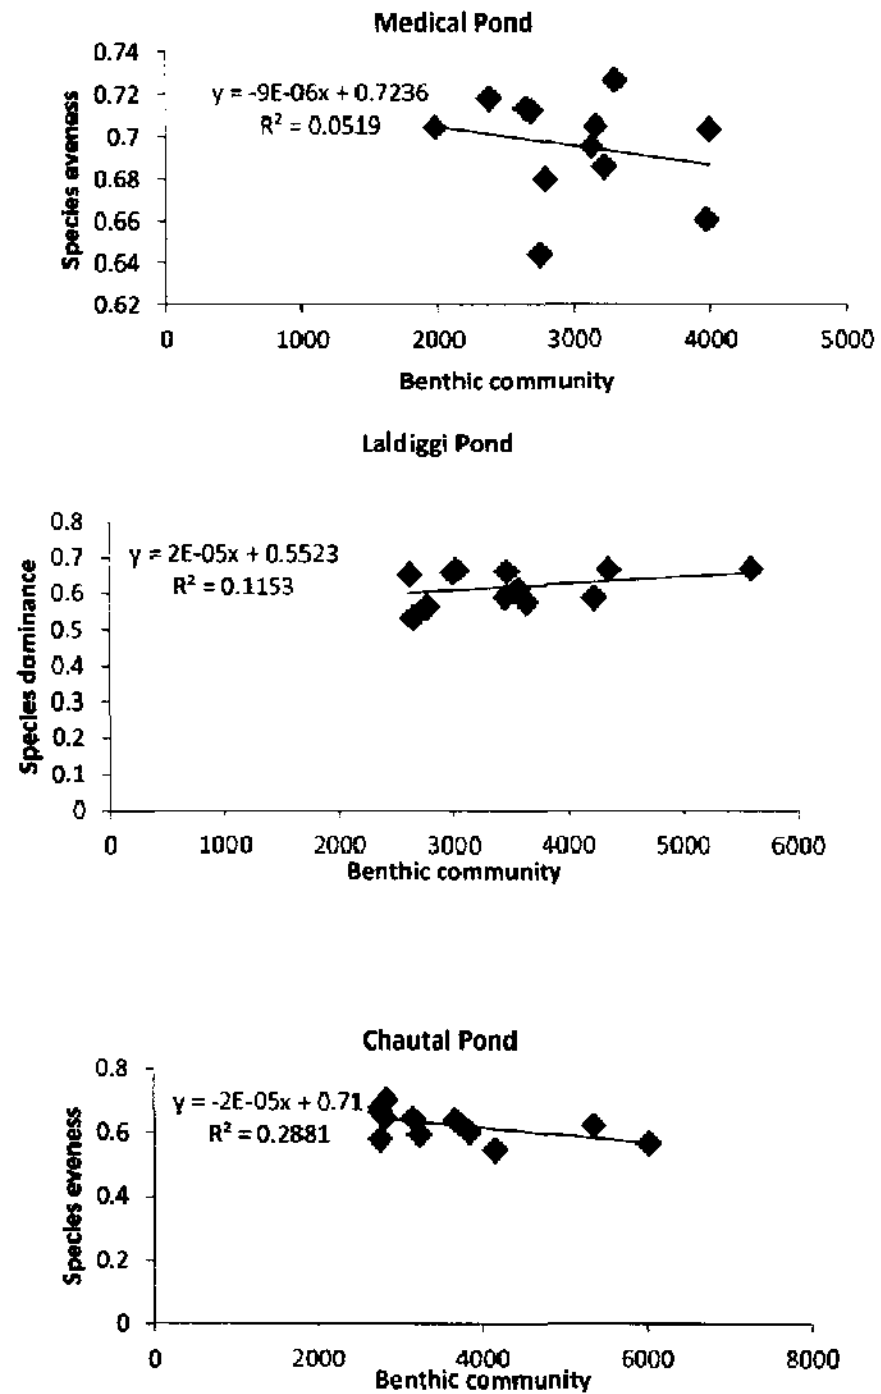 Medical Pond
0.74
0.72
0.7
0.68
0.66
0.64
0.62
Species eveness
y = -9E-06x + 0.7236
R² = 0.0519
0 1000 2000 3000 4000 5000
Benthic community
Laldiggi Pond
0.8
0.7
0.6
0.5
0.4
0.3
0.2
0.1
0
Species dominance
y = 2E-05x + 0.5523
R² = 0.1153
0 1000 2000 3000 4000 5000 6000
Benthic community
Chautal Pond
0.8
0.6
0.4
0.2
0
Species eveness
y = -2E-05x + 0.71
R² = 0.2881
0 2000 4000 6000 8000
Benthic community